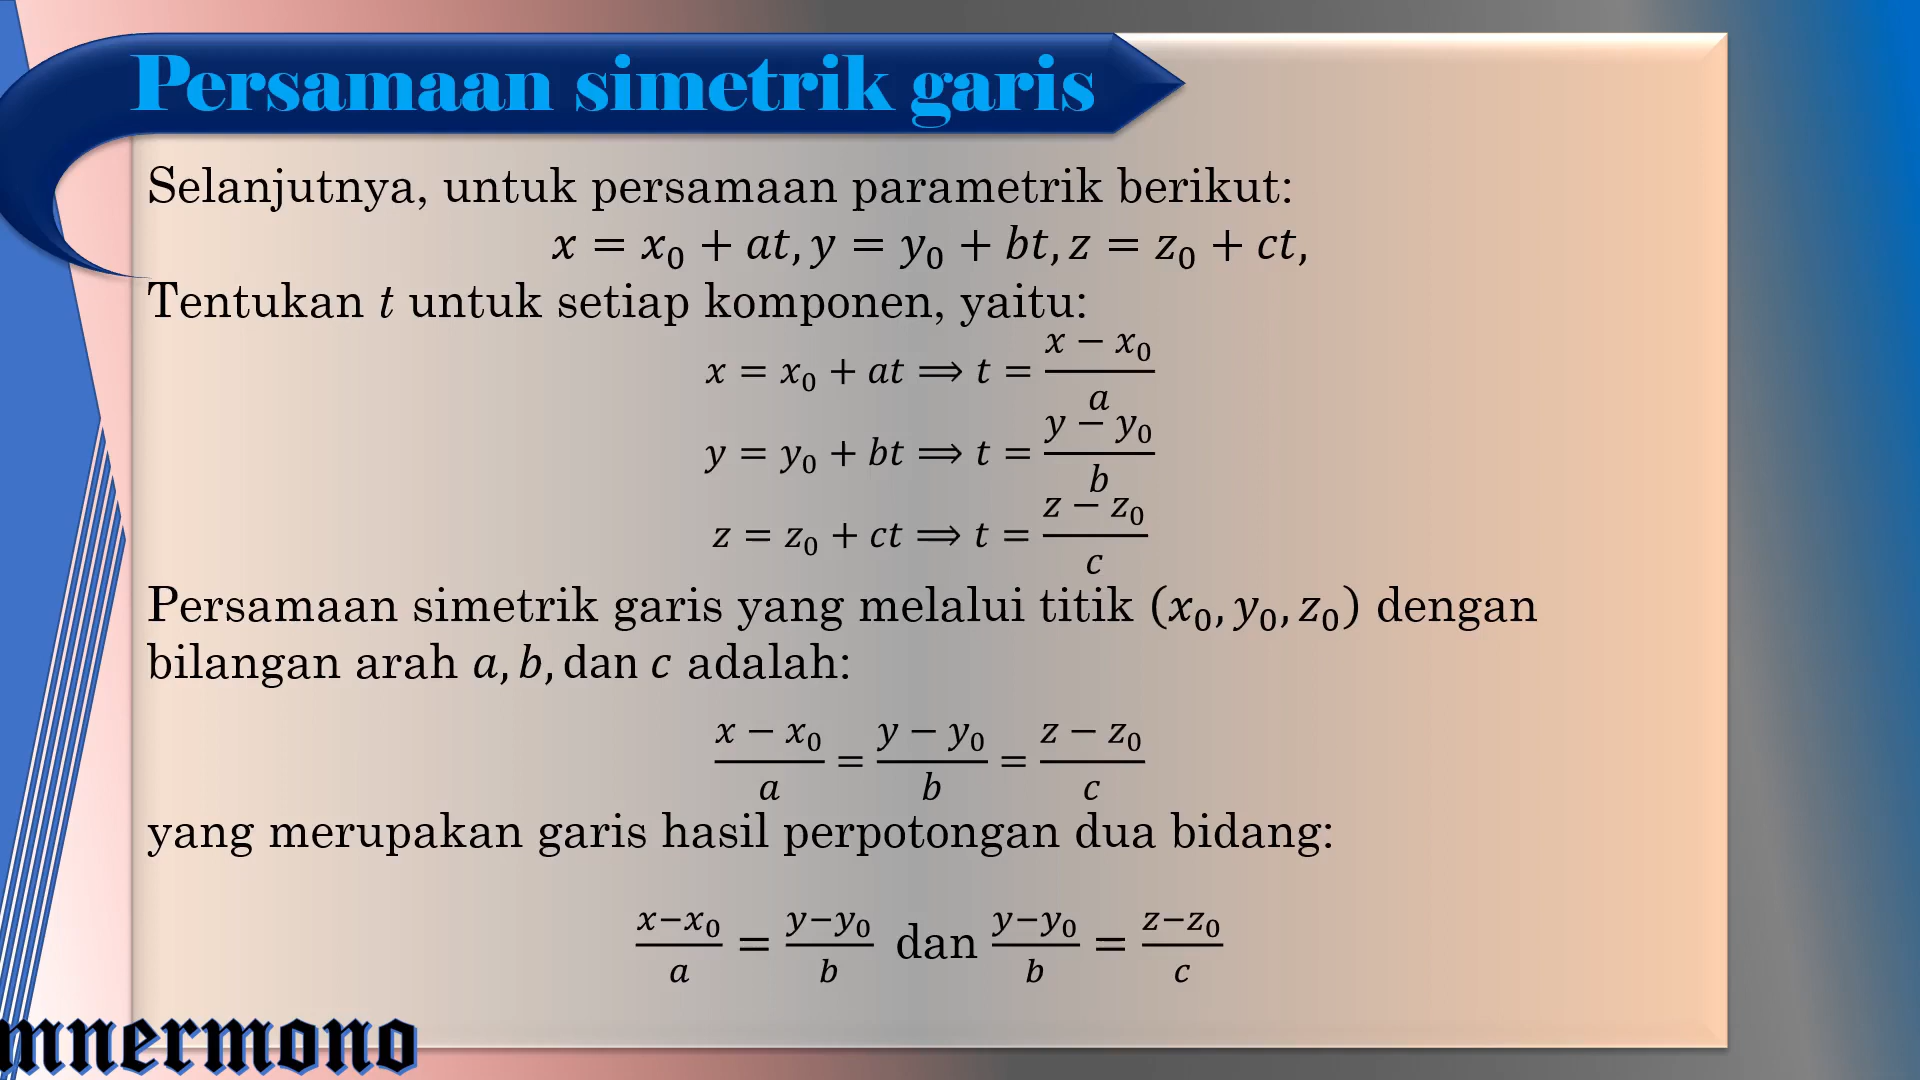 Persamaan simetrik garis
Selanjutnya, untuk persamaan parametrik berikut:
x = x₀ + at, y = y₀ + bt, z = z₀ + ct,
Tentukan t untuk setiap komponen, yaitu:
x = x₀ + at ⟹ t = (x − x₀)/a
y = y₀ + bt ⟹ t = (y − y₀)/b
z = z₀ + ct ⟹ t = (z − z₀)/c
Persamaan simetrik garis yang melalui titik (x₀, y₀, z₀) dengan
bilangan arah a, b, dan c adalah:
(x − x₀)/a = (y − y₀)/b = (z − z₀)/c
yang merupakan garis hasil perpotongan dua bidang:
(x−x₀)/a = (y−y₀)/b dan (y−y₀)/b = (z−z₀)/c
mnermono